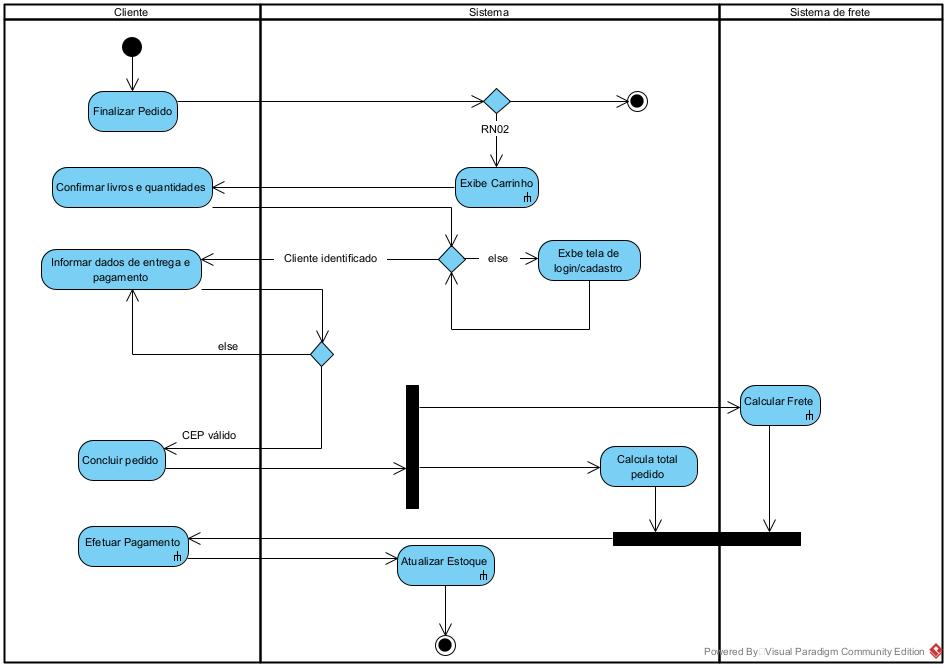 Cliente
Sistema
Sistema de frete
Finalizar Pedido
RN02
Confirmar livros e quantidades
Exibe Carrinho
Informar dados de entrega e
pagamento
Cliente identificado
else
Exbe tela de
login/cadastro
else
Calcular Frete
CEP válido
Concluir pedido
Calcula total
pedido
Efetuar Pagamento
Atualizar Estoque
Powered By Visual Paradigm Community Edition